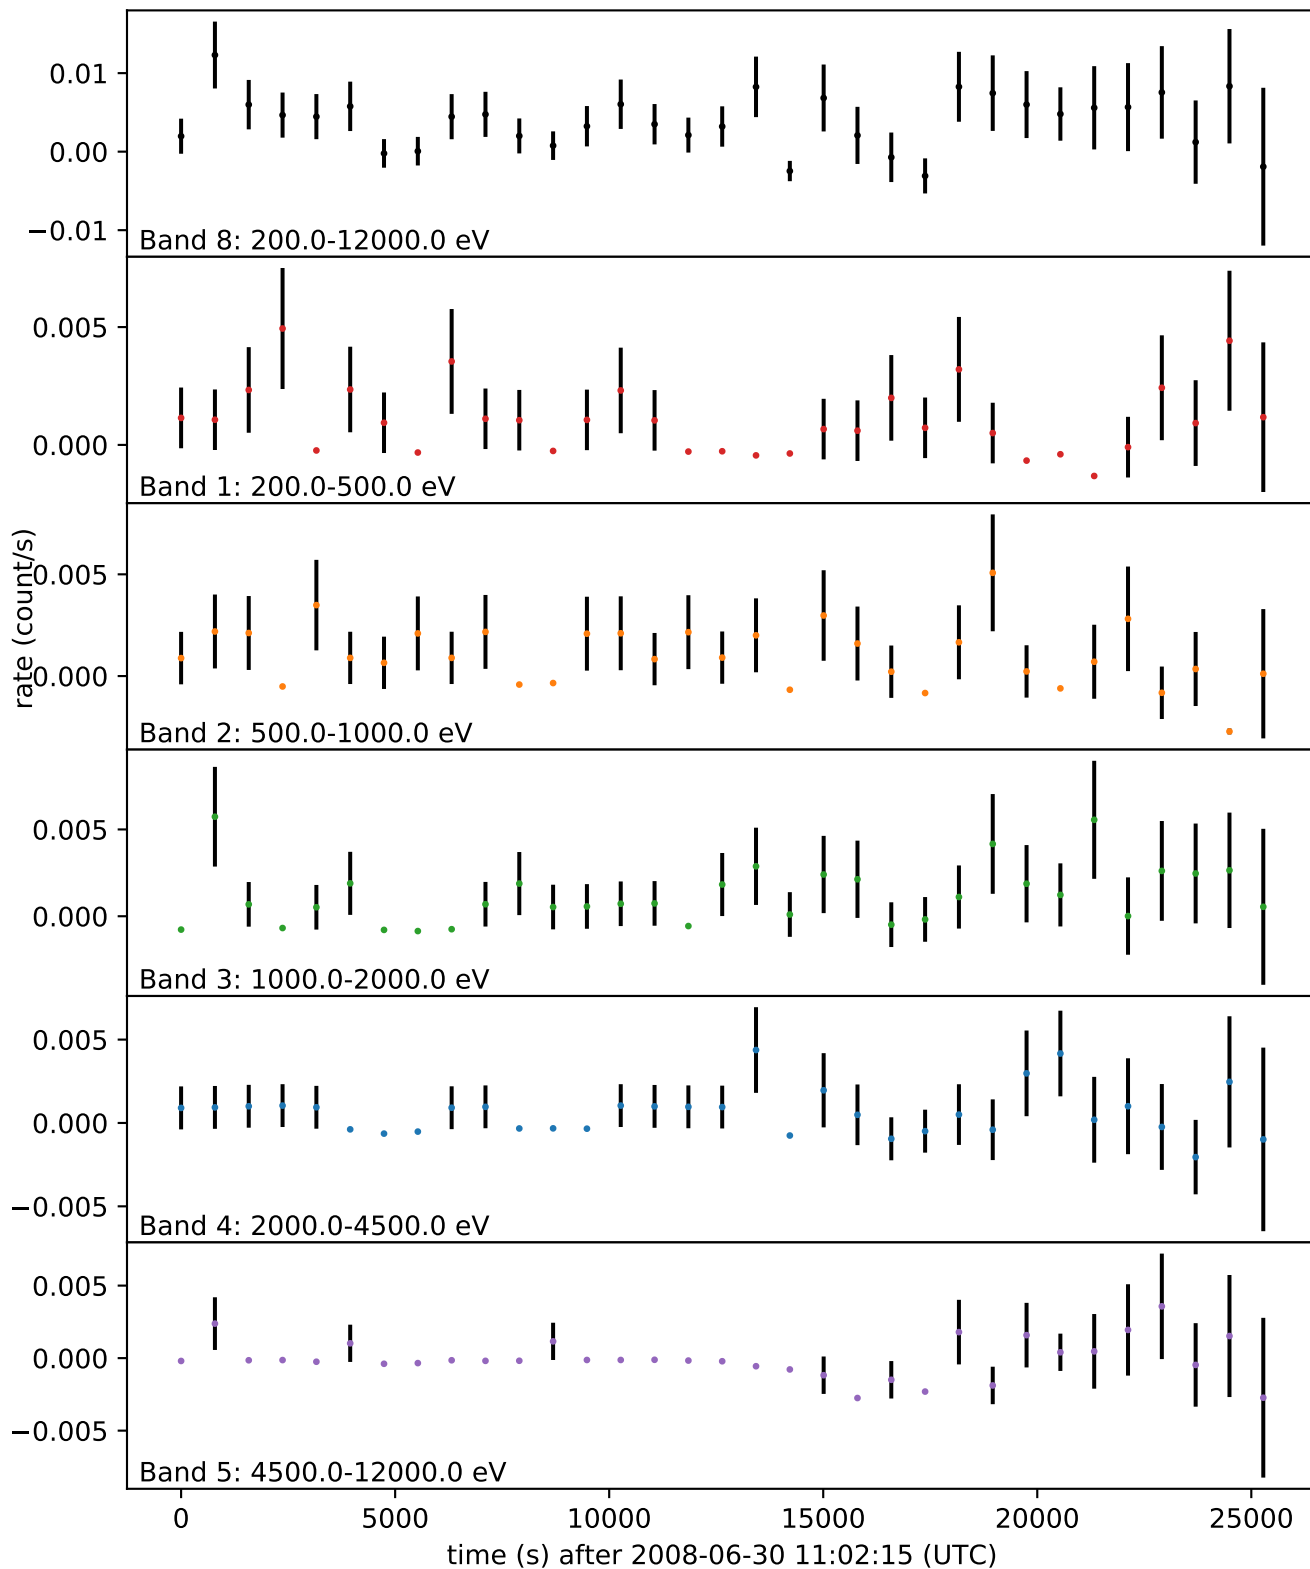 0.01
0.00
−0.01
Band 8: 200.0-12000.0 eV
0.005
0.000
Band 1: 200.0-500.0 eV
rate (count/s)
0.005
0.000
Band 2: 500.0-1000.0 eV
0.005
0.000
Band 3: 1000.0-2000.0 eV
0.005
0.000
−0.005
Band 4: 2000.0-4500.0 eV
0.005
0.000
−0.005
Band 5: 4500.0-12000.0 eV
0 5000 10000 15000 20000 25000
time (s) after 2008-06-30 11:02:15 (UTC)